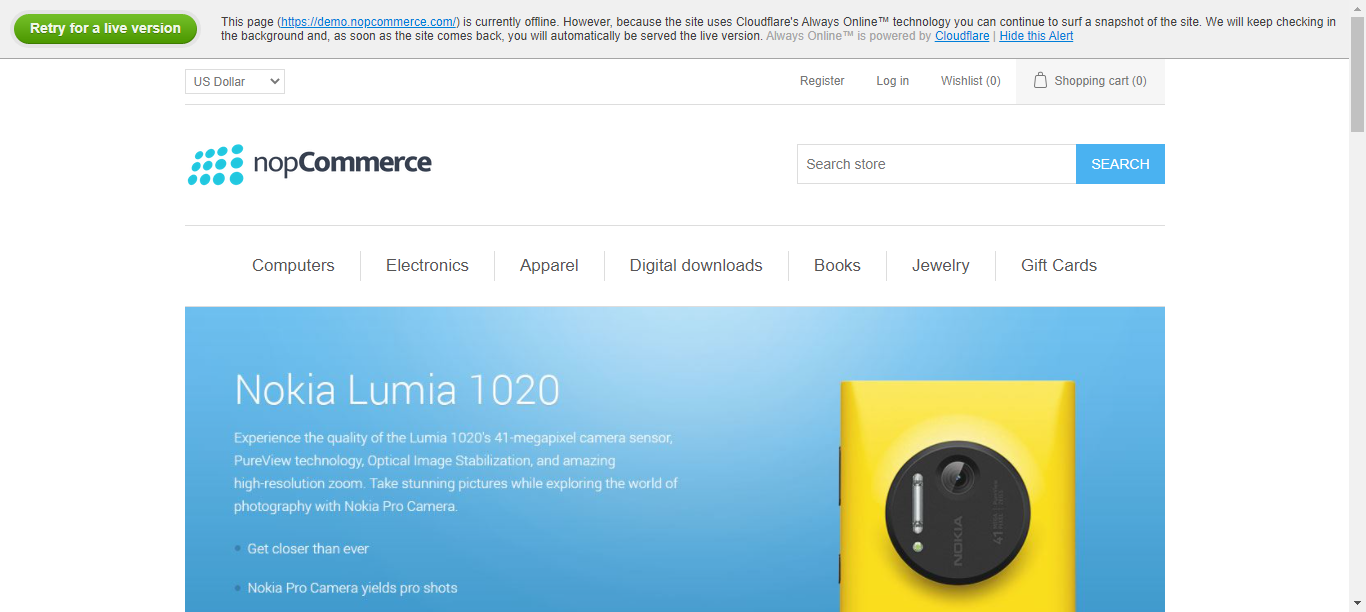 Retry for a live version
This page (https://demo.nopcommerce.com/) is currently offline. However, because the site uses Cloudflare's Always Online™ technology you can continue to surf a snapshot of the site. We will keep checking in
the background and, as soon as the site comes back, you will automatically be served the live version. Always Online™ is powered by Cloudflare | Hide this Alert
US Dollar
Register
Log in
Wishlist (0)
Shopping cart (0)
nopCommerce
Search store
SEARCH
Computers
Electronics
Apparel
Digital downloads
Books
Jewelry
Gift Cards
Nokia Lumia 1020
Experience the quality of the Lumia 1020's 41-megapixel camera sensor,
PureView technology, Optical Image Stabilization, and amazing
high-resolution zoom. Take stunning pictures while exploring the world of
photography with Nokia Pro Camera.
Get closer than ever
Nokia Pro Camera yields pro shots
NOKIA
41